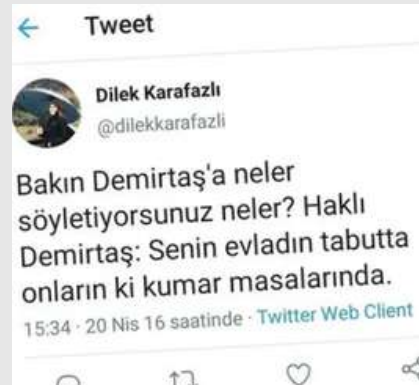 Tweet
Dilek Karafazlı
@dilekkarafazli
Bakın Demirtaş'a neler
söyletiyorsunuz neler? Haklı
Demirtaş: Senin evladın tabutta
onların ki kumar masalarında.
15:34 · 20 Nis 16 saatinde · Twitter Web Client